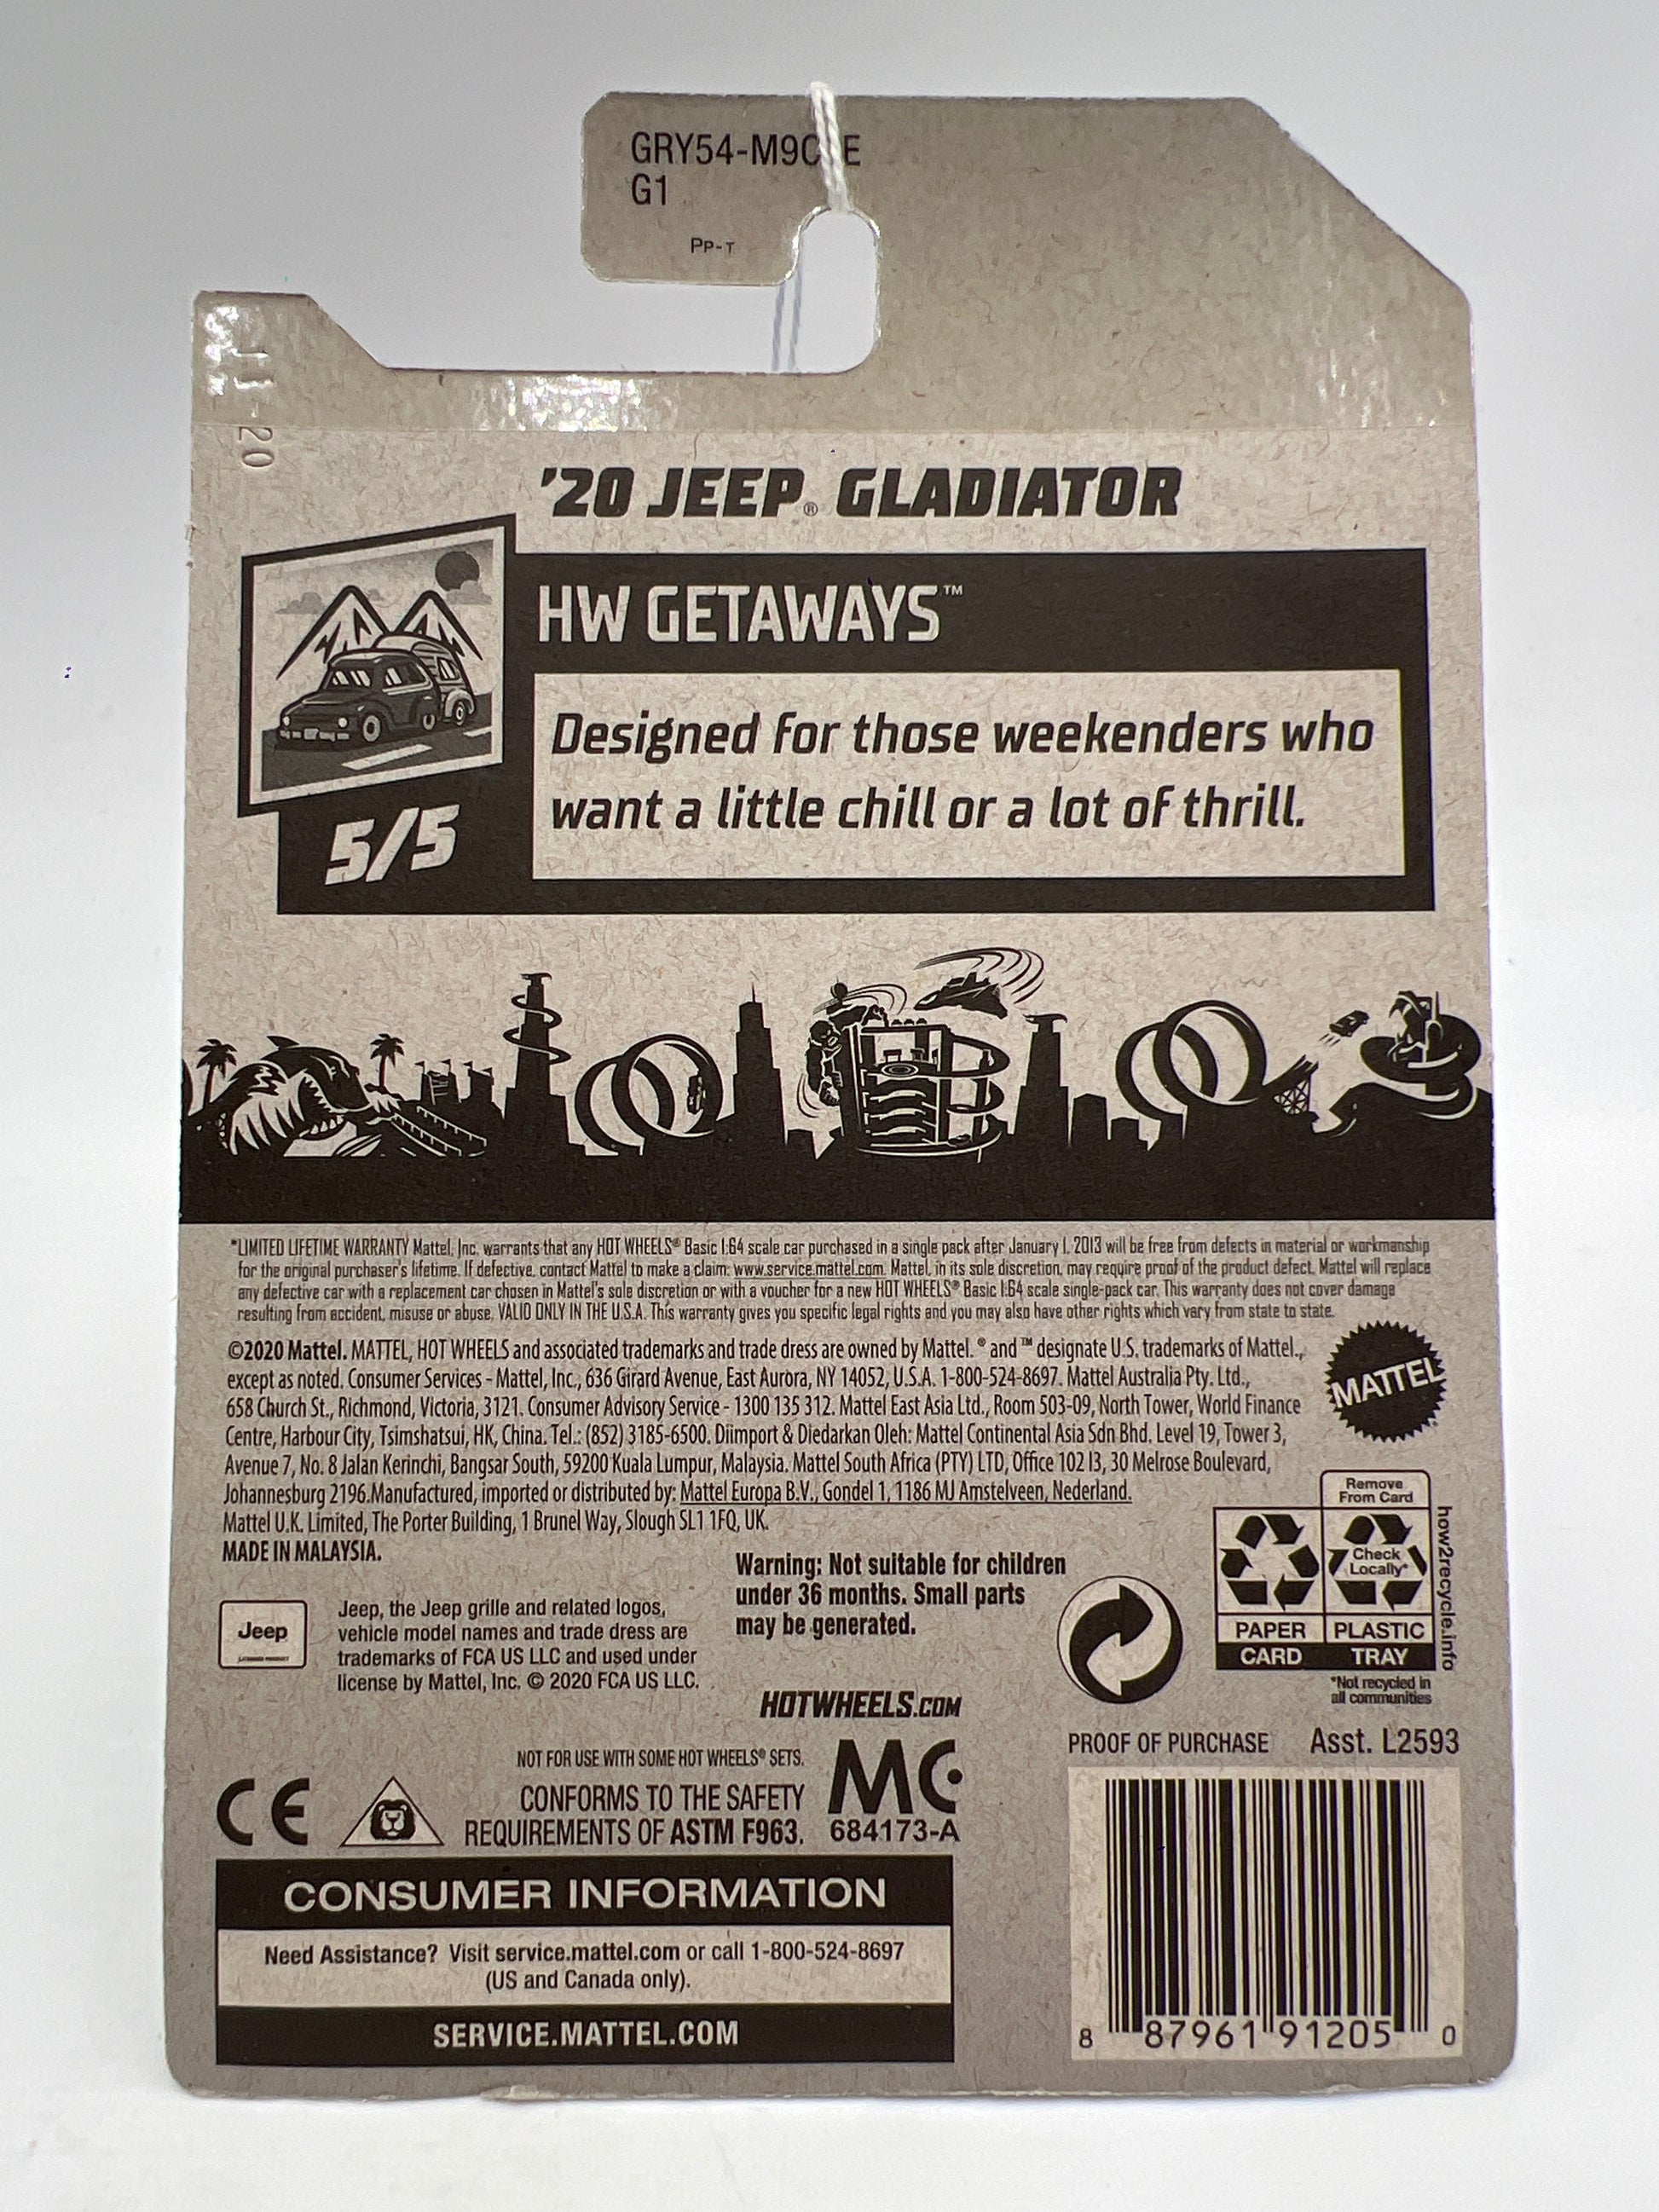 GRY54-M9C E
G1
PP-T
11-20
'20 JEEP® GLADIATOR
HW GETAWAYS™
5/5
Designed for those weekenders who
want a little chill or a lot of thrill.
*LIMITED LIFETIME WARRANTY Mattel, Inc. warrants that any HOT WHEELS® Basic 1:64 scale car purchased in a single pack after January 1, 2013 will be free from defects in material or workmanship
for the original purchaser's lifetime. If defective, contact Mattel to make a claim: www.service.mattel.com. Mattel, in its sole discretion, may require proof of the product defect. Mattel will replace
any defective car with a replacement car chosen in Mattel's sole discretion or with a voucher for a new HOT WHEELS® Basic 1:64 scale single-pack car. This warranty does not cover damage
resulting from accident, misuse or abuse. VALID ONLY IN THE U.S.A. This warranty gives you specific legal rights and you may also have other rights which vary from state to state.
©2020 Mattel. MATTEL, HOT WHEELS and associated trademarks and trade dress are owned by Mattel. ® and ™ designate U.S. trademarks of Mattel.,
except as noted. Consumer Services - Mattel, Inc., 636 Girard Avenue, East Aurora, NY 14052, U.S.A. 1-800-524-8697. Mattel Australia Pty. Ltd.,
658 Church St., Richmond, Victoria, 3121. Consumer Advisory Service - 1300 135 312. Mattel East Asia Ltd., Room 503-09, North Tower, World Finance
Centre, Harbour City, Tsimshatsui, HK, China. Tel.: (852) 3185-6500. Diimport & Diedarkan Oleh: Mattel Continental Asia Sdn Bhd. Level 19, Tower 3,
Avenue 7, No. 8 Jalan Kerinchi, Bangsar South, 59200 Kuala Lumpur, Malaysia. Mattel South Africa (PTY) LTD, Office 102 I3, 30 Melrose Boulevard,
Johannesburg 2196.Manufactured, imported or distributed by: Mattel Europa B.V., Gondel 1, 1186 MJ Amstelveen, Nederland.
Mattel U.K. Limited, The Porter Building, 1 Brunel Way, Slough SL1 1FQ, UK.
MADE IN MALAYSIA.
MATTEL
Remove
From Card
Check
Locally*
PAPER PLASTIC
CARD TRAY
how2recycle.info
*Not recycled in
all communities
Warning: Not suitable for children
under 36 months. Small parts
may be generated.
Jeep
LICENSED PRODUCT
Jeep, the Jeep grille and related logos,
vehicle model names and trade dress are
trademarks of FCA US LLC and used under
license by Mattel, Inc. © 2020 FCA US LLC.
HOTWHEELS.COM
PROOF OF PURCHASE Asst. L2593
NOT FOR USE WITH SOME HOT WHEELS® SETS.
CE
CONFORMS TO THE SAFETY
REQUIREMENTS OF ASTM F963.
MC
684173-A
CONSUMER INFORMATION
Need Assistance? Visit service.mattel.com or call 1-800-524-8697
(US and Canada only).
SERVICE.MATTEL.COM
8 87961 91205 0